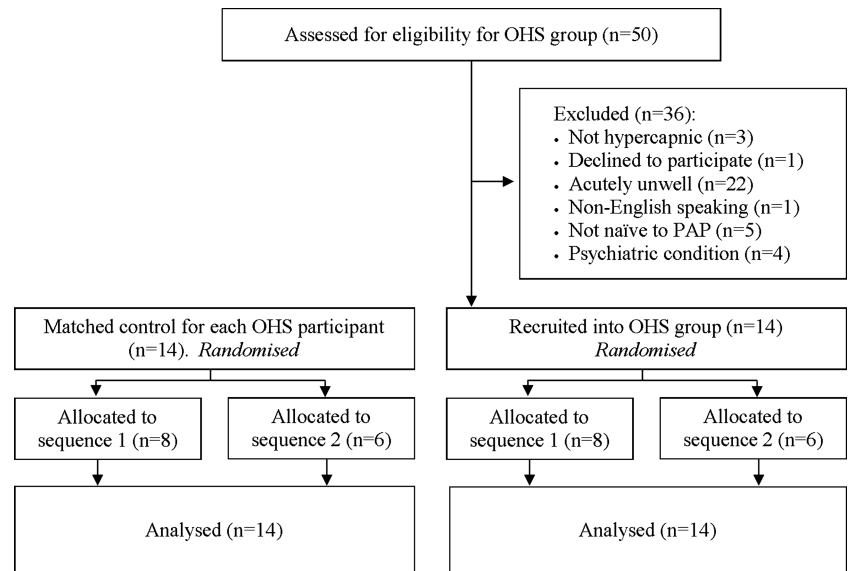 Assessed for eligibility for OHS group (n=50)
Excluded (n=36):
• Not hypercapnic (n=3)
• Declined to participate (n=1)
• Acutely unwell (n=22)
• Non-English speaking (n=1)
• Not naïve to PAP (n=5)
• Psychiatric condition (n=4)
Matched control for each OHS participant
(n=14). Randomised
Recruited into OHS group (n=14)
Randomised
Allocated to
sequence 1 (n=8)
Allocated to
sequence 2 (n=6)
Allocated to
sequence 1 (n=8)
Allocated to
sequence 2 (n=6)
Analysed (n=14)
Analysed (n=14)